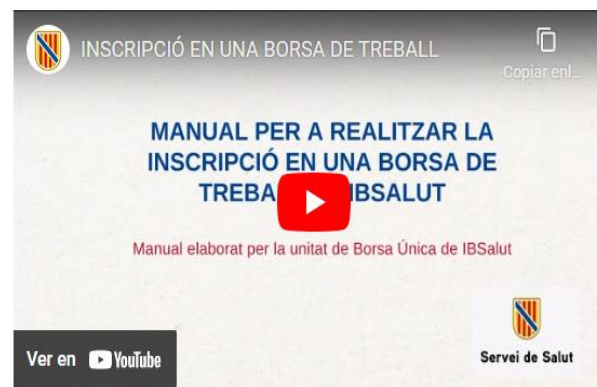 INSCRIPCIÓ EN UNA BORSA DE TREBALL
Copiar enl...
MANUAL PER A REALITZAR LA
INSCRIPCIÓ EN UNA BORSA DE
TREBA IBSALUT
Manual elaborat per la unitat de Borsa Única de IBSalut
Ver en YouTube
Servei de Salut